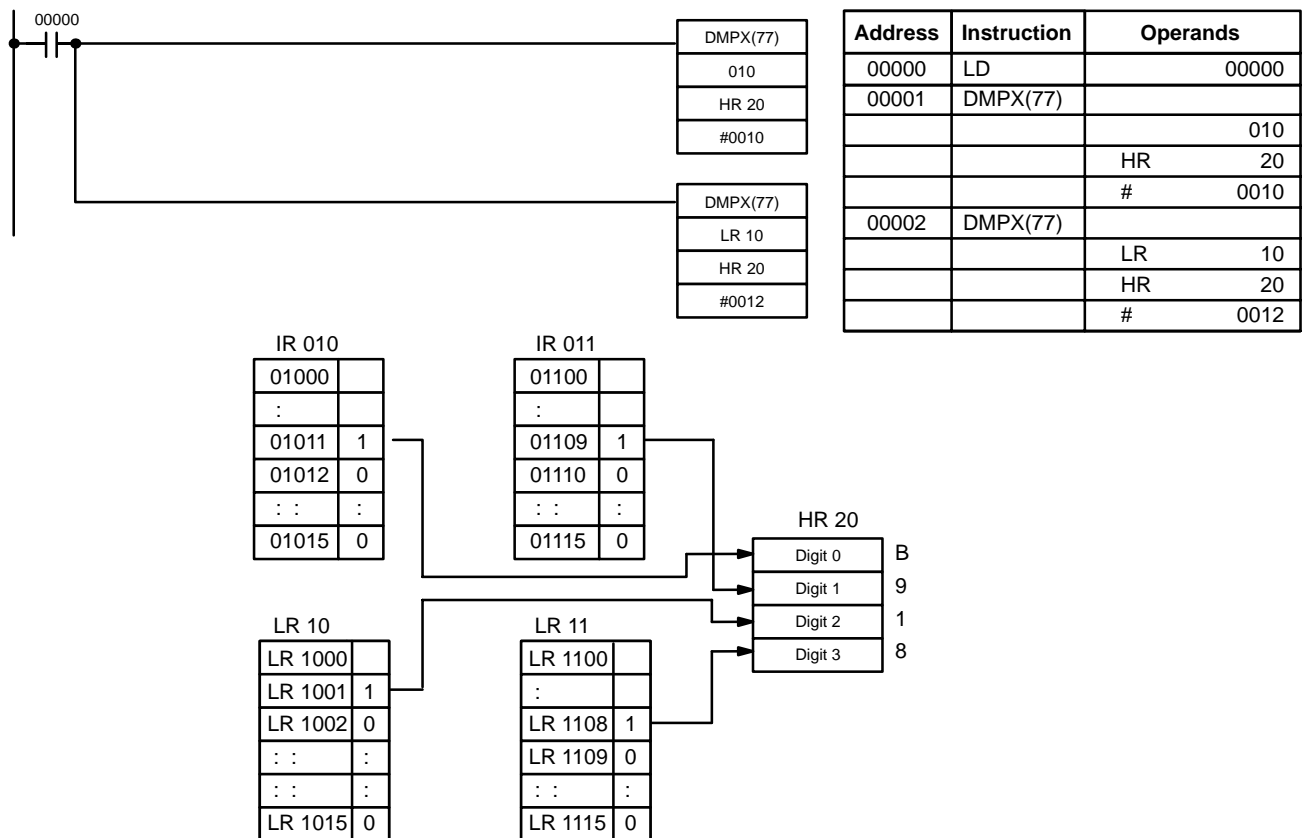 00000
DMPX(77)
010
HR 20
#0010
DMPX(77)
LR 10
HR 20
#0012
Address Instruction Operands
00000 LD 00000
00001 DMPX(77)
010
HR 20
# 0010
00002 DMPX(77)
LR 10
HR 20
# 0012
IR 010
01000
:
01011 1
01012 0
: : :
01015 0
IR 011
01100
:
01109 1
01110 0
: : :
01115 0
HR 20
Digit 0 B
Digit 1 9
Digit 2 1
Digit 3 8
LR 10
LR 1000
LR 1001 1
LR 1002 0
: : :
: : :
LR 1015 0
LR 11
LR 1100
:
LR 1108 1
LR 1109 0
: : :
LR 1115 0